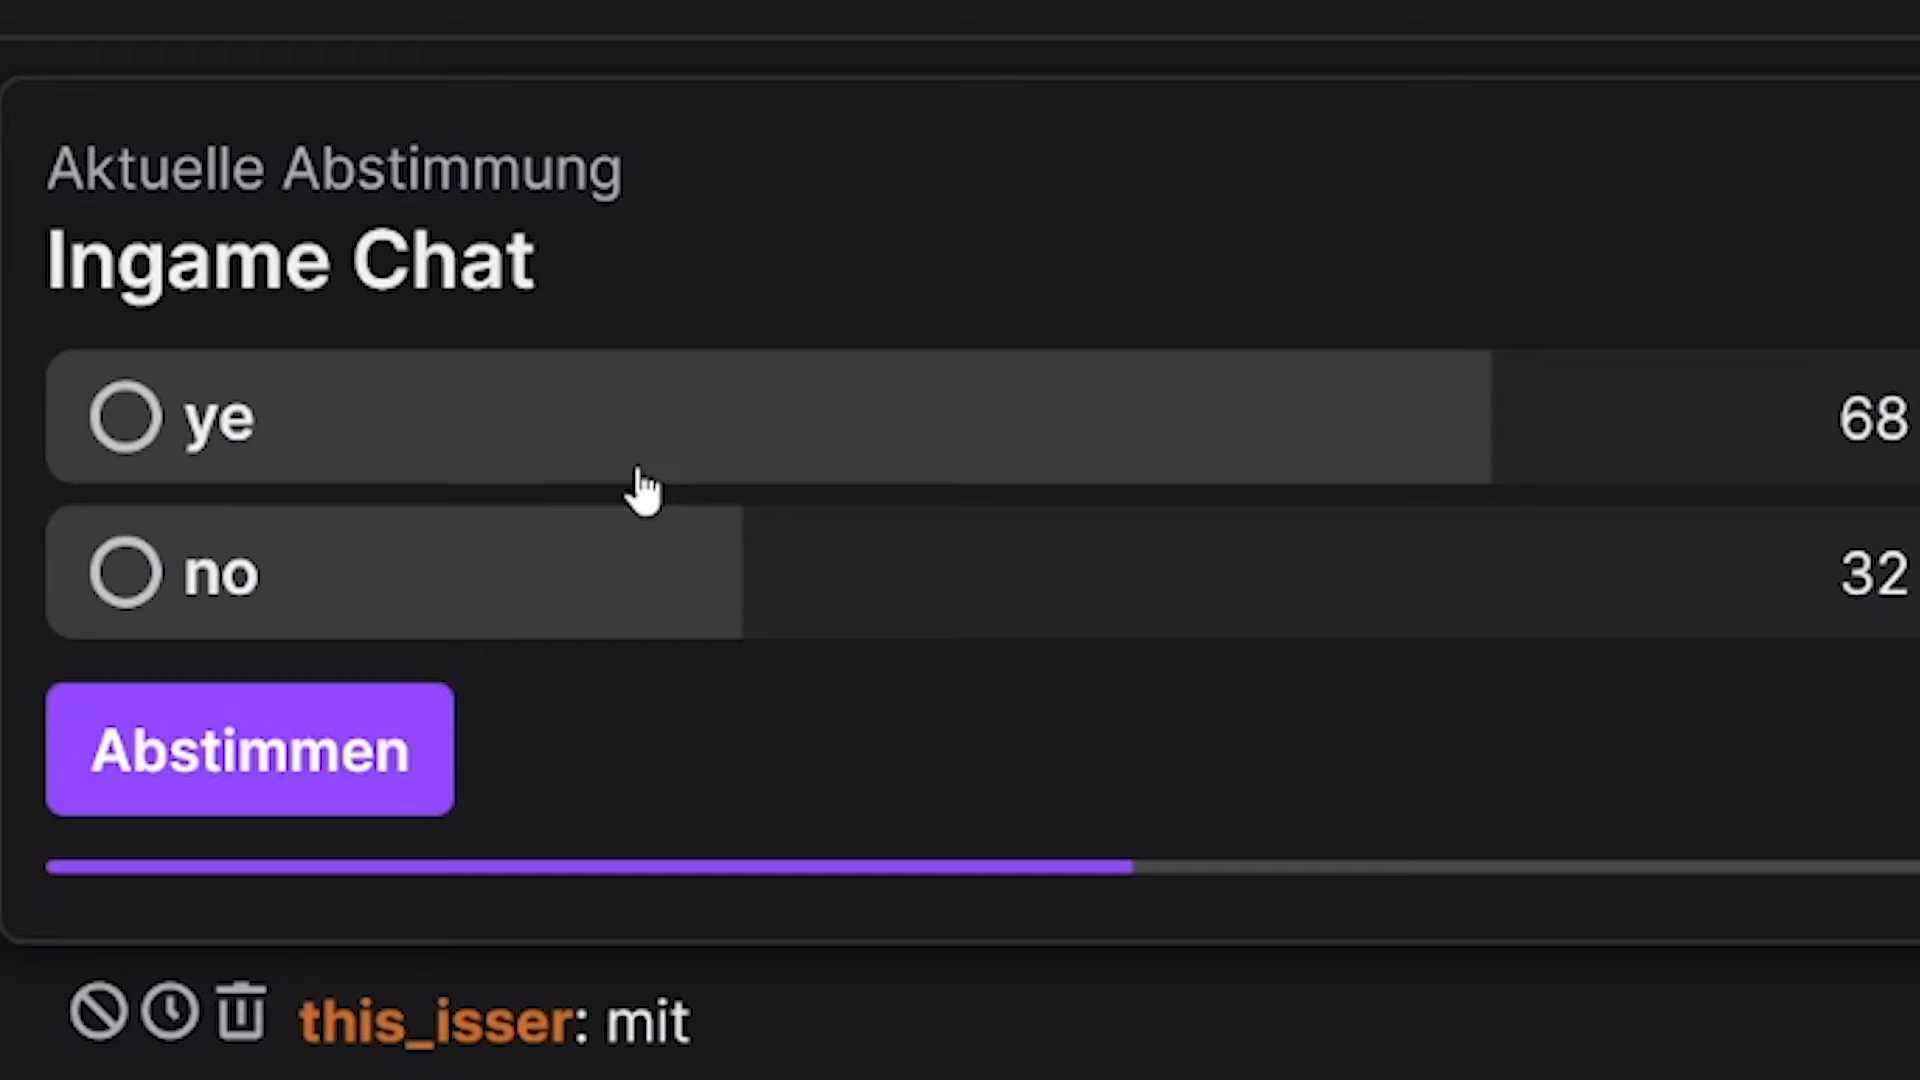 Aktuelle Abstimmung
Ingame Chat
ye 68
no 32
Abstimmen
this_isser: mit